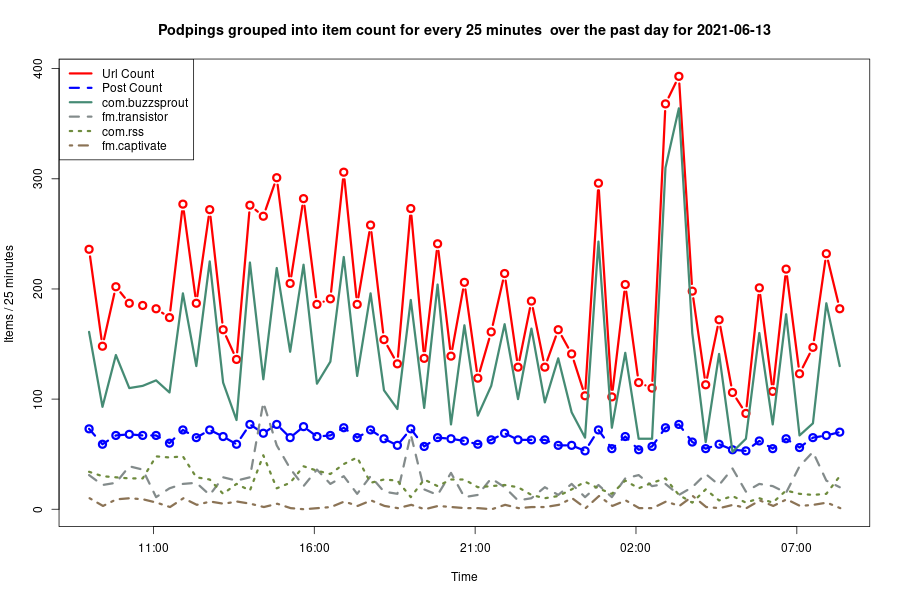 Podpings grouped into item count for every 25 minutes  over the past day for 2021-06-13
Url Count
Post Count
com.buzzsprout
fm.transistor
com.rss
fm.captivate
Items / 25 minutes
400
300
200
100
0
11:00
16:00
21:00
02:00
07:00
Time